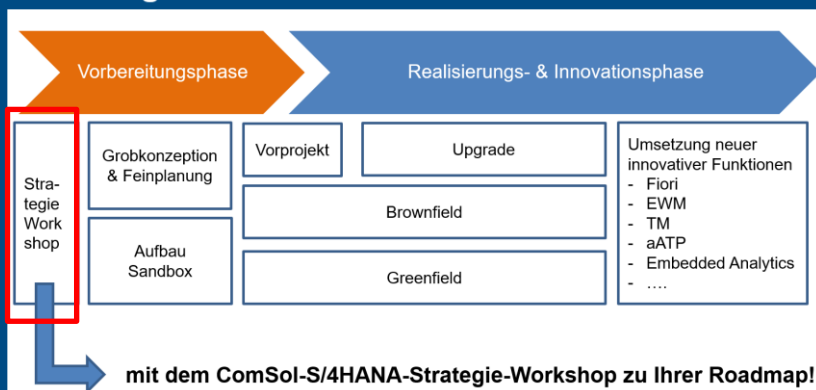 Vorbereitungsphase
Realisierungs- & Innovationsphase
Stra-
tegie
Work
shop
Grobkonzeption
& Feinplanung
Aufbau
Sandbox
Vorprojekt
Upgrade
Brownfield
Greenfield
Umsetzung neuer
innovativer Funktionen
- Fiori
- EWM
- TM
- aATP
- Embedded Analytics
- ....
mit dem ComSol-S/4HANA-Strategie-Workshop zu Ihrer Roadmap!